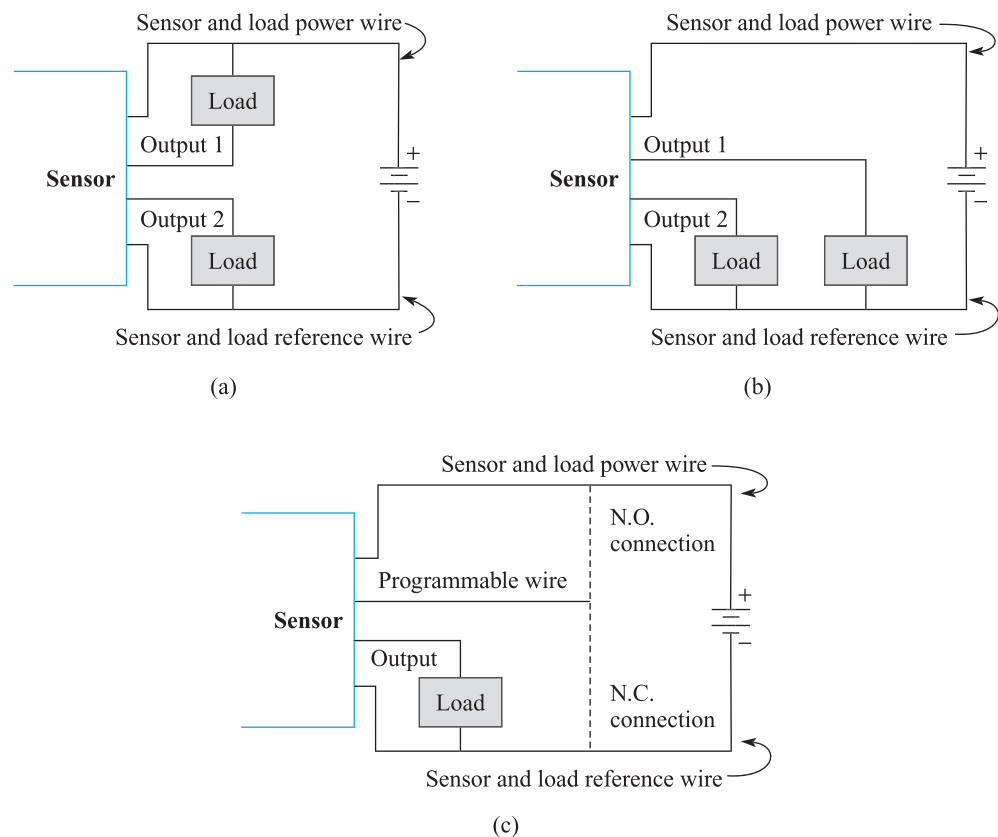 Sensor and load power wire
Load
Output 1
+
Sensor
−
Output 2
Load
Sensor and load reference wire
(a)
Sensor and load power wire
Output 1
+
Sensor
−
Output 2
Load
Load
Sensor and load reference wire
(b)
Sensor and load power wire
N.O.
connection
Programmable wire
+
Sensor
−
Output
Load
N.C.
connection
Sensor and load reference wire
(c)